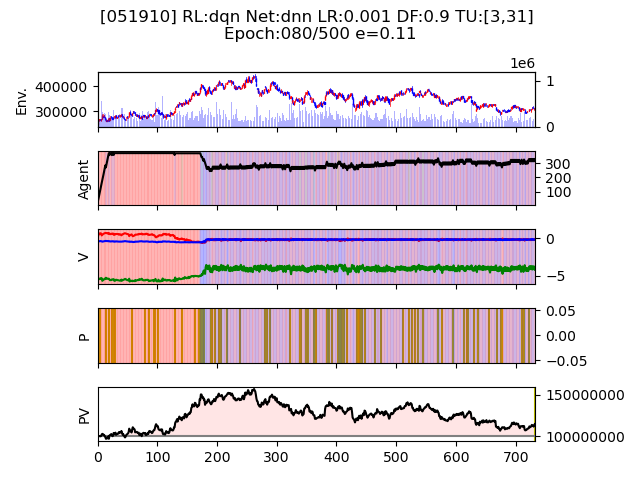 [051910] RL:dqn Net:dnn LR:0.001 DF:0.9 TU:[3,31]
Epoch:080/500 e=0.11
1e6
Env.
400000
300000
1
0
Agent
300
200
100
V
0
−5
P
0.05
0.00
−0.05
PV
150000000
100000000
0 100 200 300 400 500 600 700